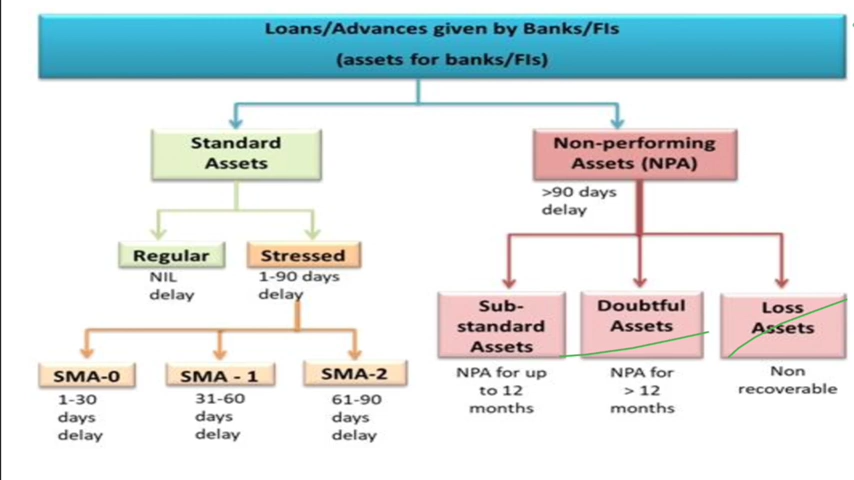 Loans/Advances given by Banks/FIs
(assets for banks/FIs)
Standard
Assets
Non-performing
Assets (NPA)
>90 days
delay
Regular
NIL
delay
Stressed
1-90 days
delay
Sub-
standard
Assets
NPA for up
to 12
months
Doubtful
Assets
NPA for
> 12
months
Loss
Assets
Non
recoverable
SMA-0
1-30
days
delay
SMA - 1
31-60
days
delay
SMA-2
61-90
days
delay